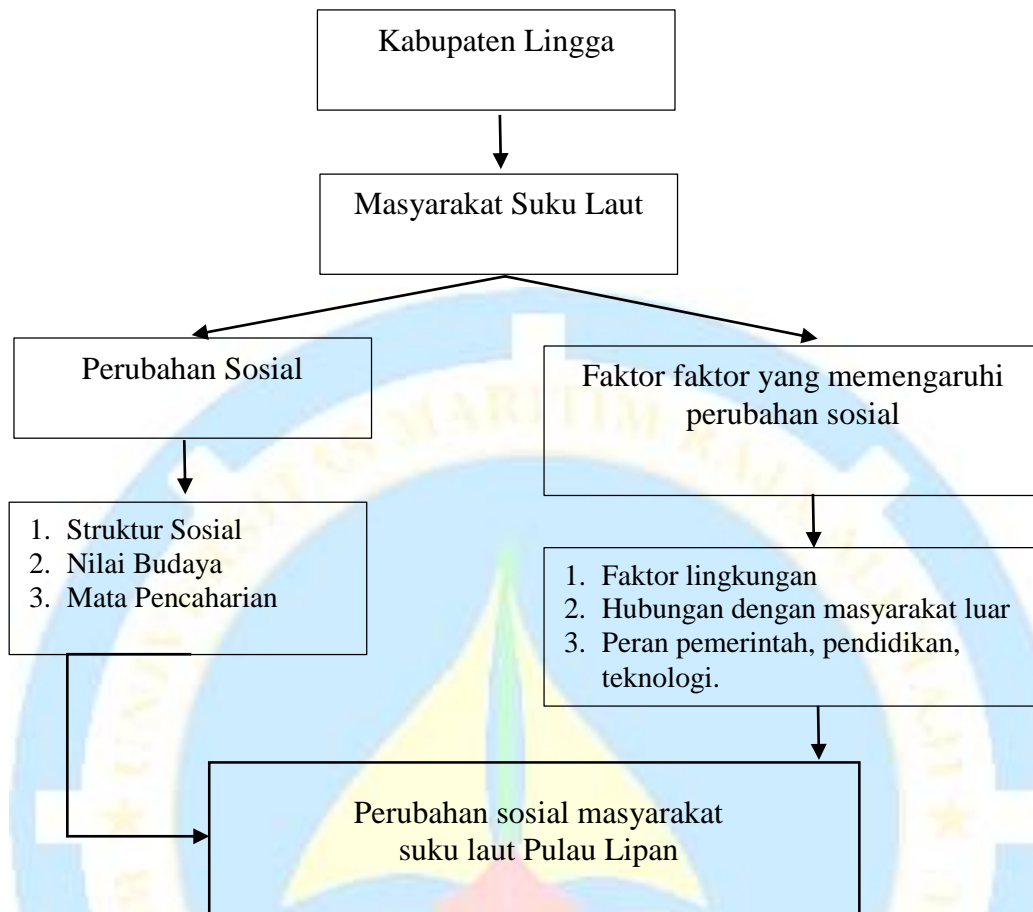 Kabupaten Lingga
Masyarakat Suku Laut
Perubahan Sosial
Faktor faktor yang memengaruhi
perubahan sosial
1. Struktur Sosial
2. Nilai Budaya
3. Mata Pencaharian
1. Faktor lingkungan
2. Hubungan dengan masyarakat luar
3. Peran pemerintah, pendidikan,
teknologi.
Perubahan sosial masyarakat
suku laut Pulau Lipan